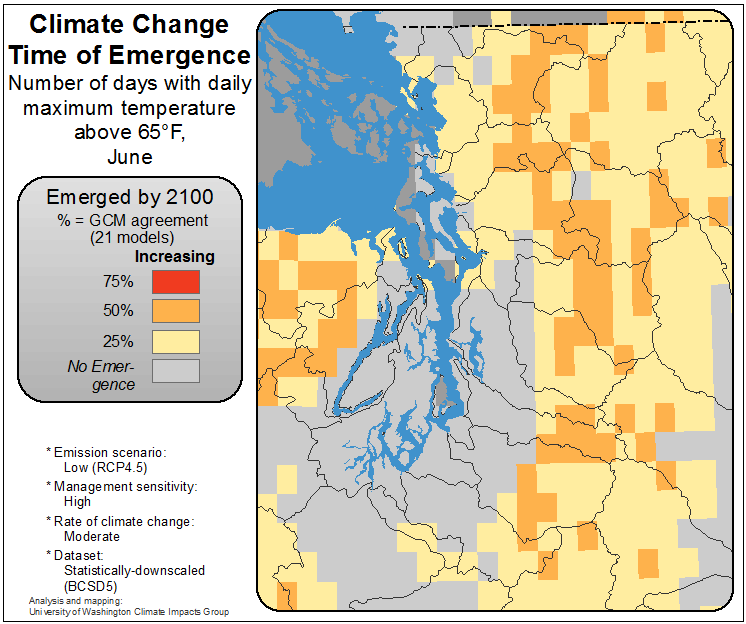 Climate Change
Time of Emergence
Number of days with daily
maximum temperature
above 65°F,
June
Emerged by 2100
% = GCM agreement
(21 models)
Increasing
75%
50%
25%
No Emer-
gence
* Emission scenario:
Low (RCP4.5)
* Management sensitivity:
High
* Rate of climate change:
Moderate
* Dataset:
Statistically-downscaled
(BCSD5)
Analysis and mapping:
University of Washington Climate Impacts Group